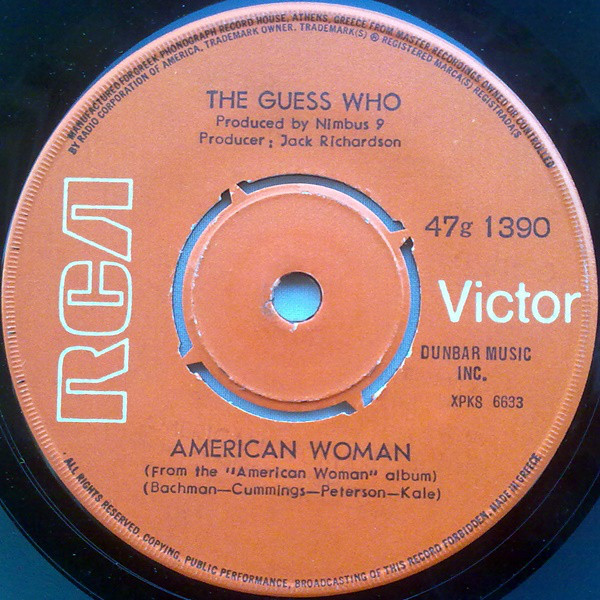 MANUFACTURED FOR GREEK PHONOGRAPH RECORD HOUSE, ATHENS, GREECE FROM MASTER RECORDINGS OWNED OR CONTROLLED
BY RADIO CORPORATION OF AMERICA, TRADEMARK OWNER. TRADEMARK(S) ® REGISTERED MARCA(S) REGISTRADA(S)
THE GUESS WHO
Produced by Nimbus 9
Producer: Jack Richardson
RCA
47g 1390
Victor
DUNBAR MUSIC
INC.
XPKS 6633
AMERICAN WOMAN
(From the "American Woman" album)
(Bachman—Cummings—Peterson—Kale)
ALL RIGHTS RESERVED. COPYING, PUBLIC PERFORMANCE, BROADCASTING OF THIS RECORD FORBIDDEN. MADE IN GREECE